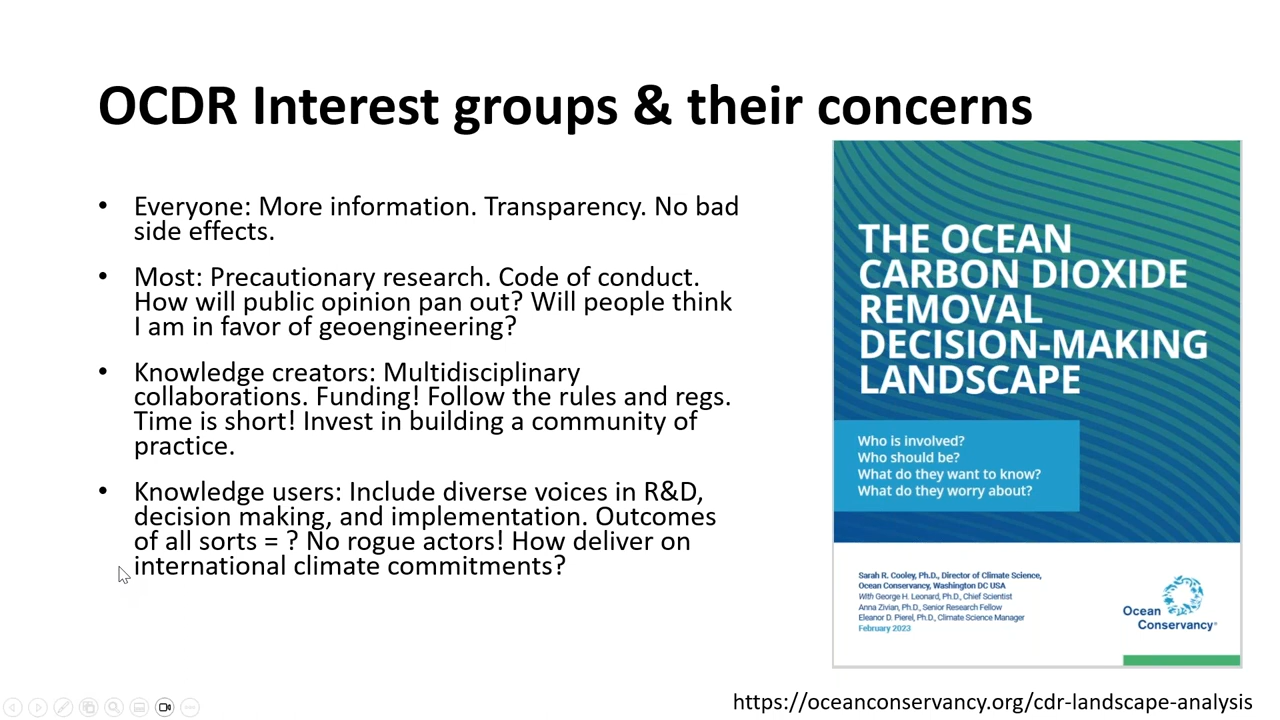 OCDR Interest groups & their concerns
• Everyone: More information. Transparency. No bad
side effects.
• Most: Precautionary research. Code of conduct.
How will public opinion pan out? Will people think
I am in favor of geoengineering?
• Knowledge creators: Multidisciplinary
collaborations. Funding! Follow the rules and regs.
Time is short! Invest in building a community of
practice.
• Knowledge users: Include diverse voices in R&D,
decision making, and implementation. Outcomes
of all sorts = ? No rogue actors! How deliver on
international climate commitments?
THE OCEAN
CARBON DIOXIDE
REMOVAL
DECISION-MAKING
LANDSCAPE
Who is involved?
Who should be?
What do they want to know?
What do they worry about?
Sarah R. Cooley, Ph.D., Director of Climate Science,
Ocean Conservancy, Washington DC USA
With George H. Leonard, Ph.D., Chief Scientist
Anna Zivian, Ph.D., Senior Research Fellow
Eleanor D. Pierel, Ph.D., Climate Science Manager
February 2023
Ocean
Conservancy®
https://oceanconservancy.org/cdr-landscape-analysis